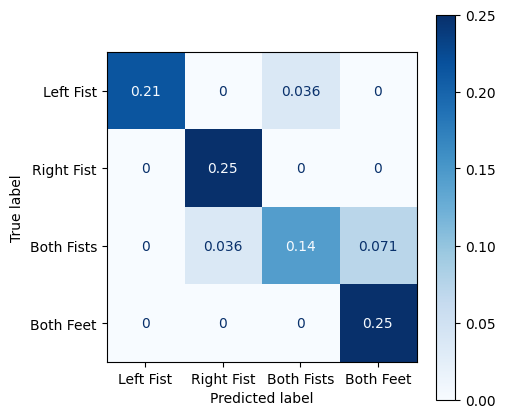 0.25
Left Fist 0.21 0 0.036 0
0.20
Right Fist 0 0.25 0 0
0.15
True label
Both Fists 0 0.036 0.14 0.071
0.10
Both Feet 0 0 0 0.25
0.05
Left Fist Right Fist Both Fists Both Feet
Predicted label
0.00